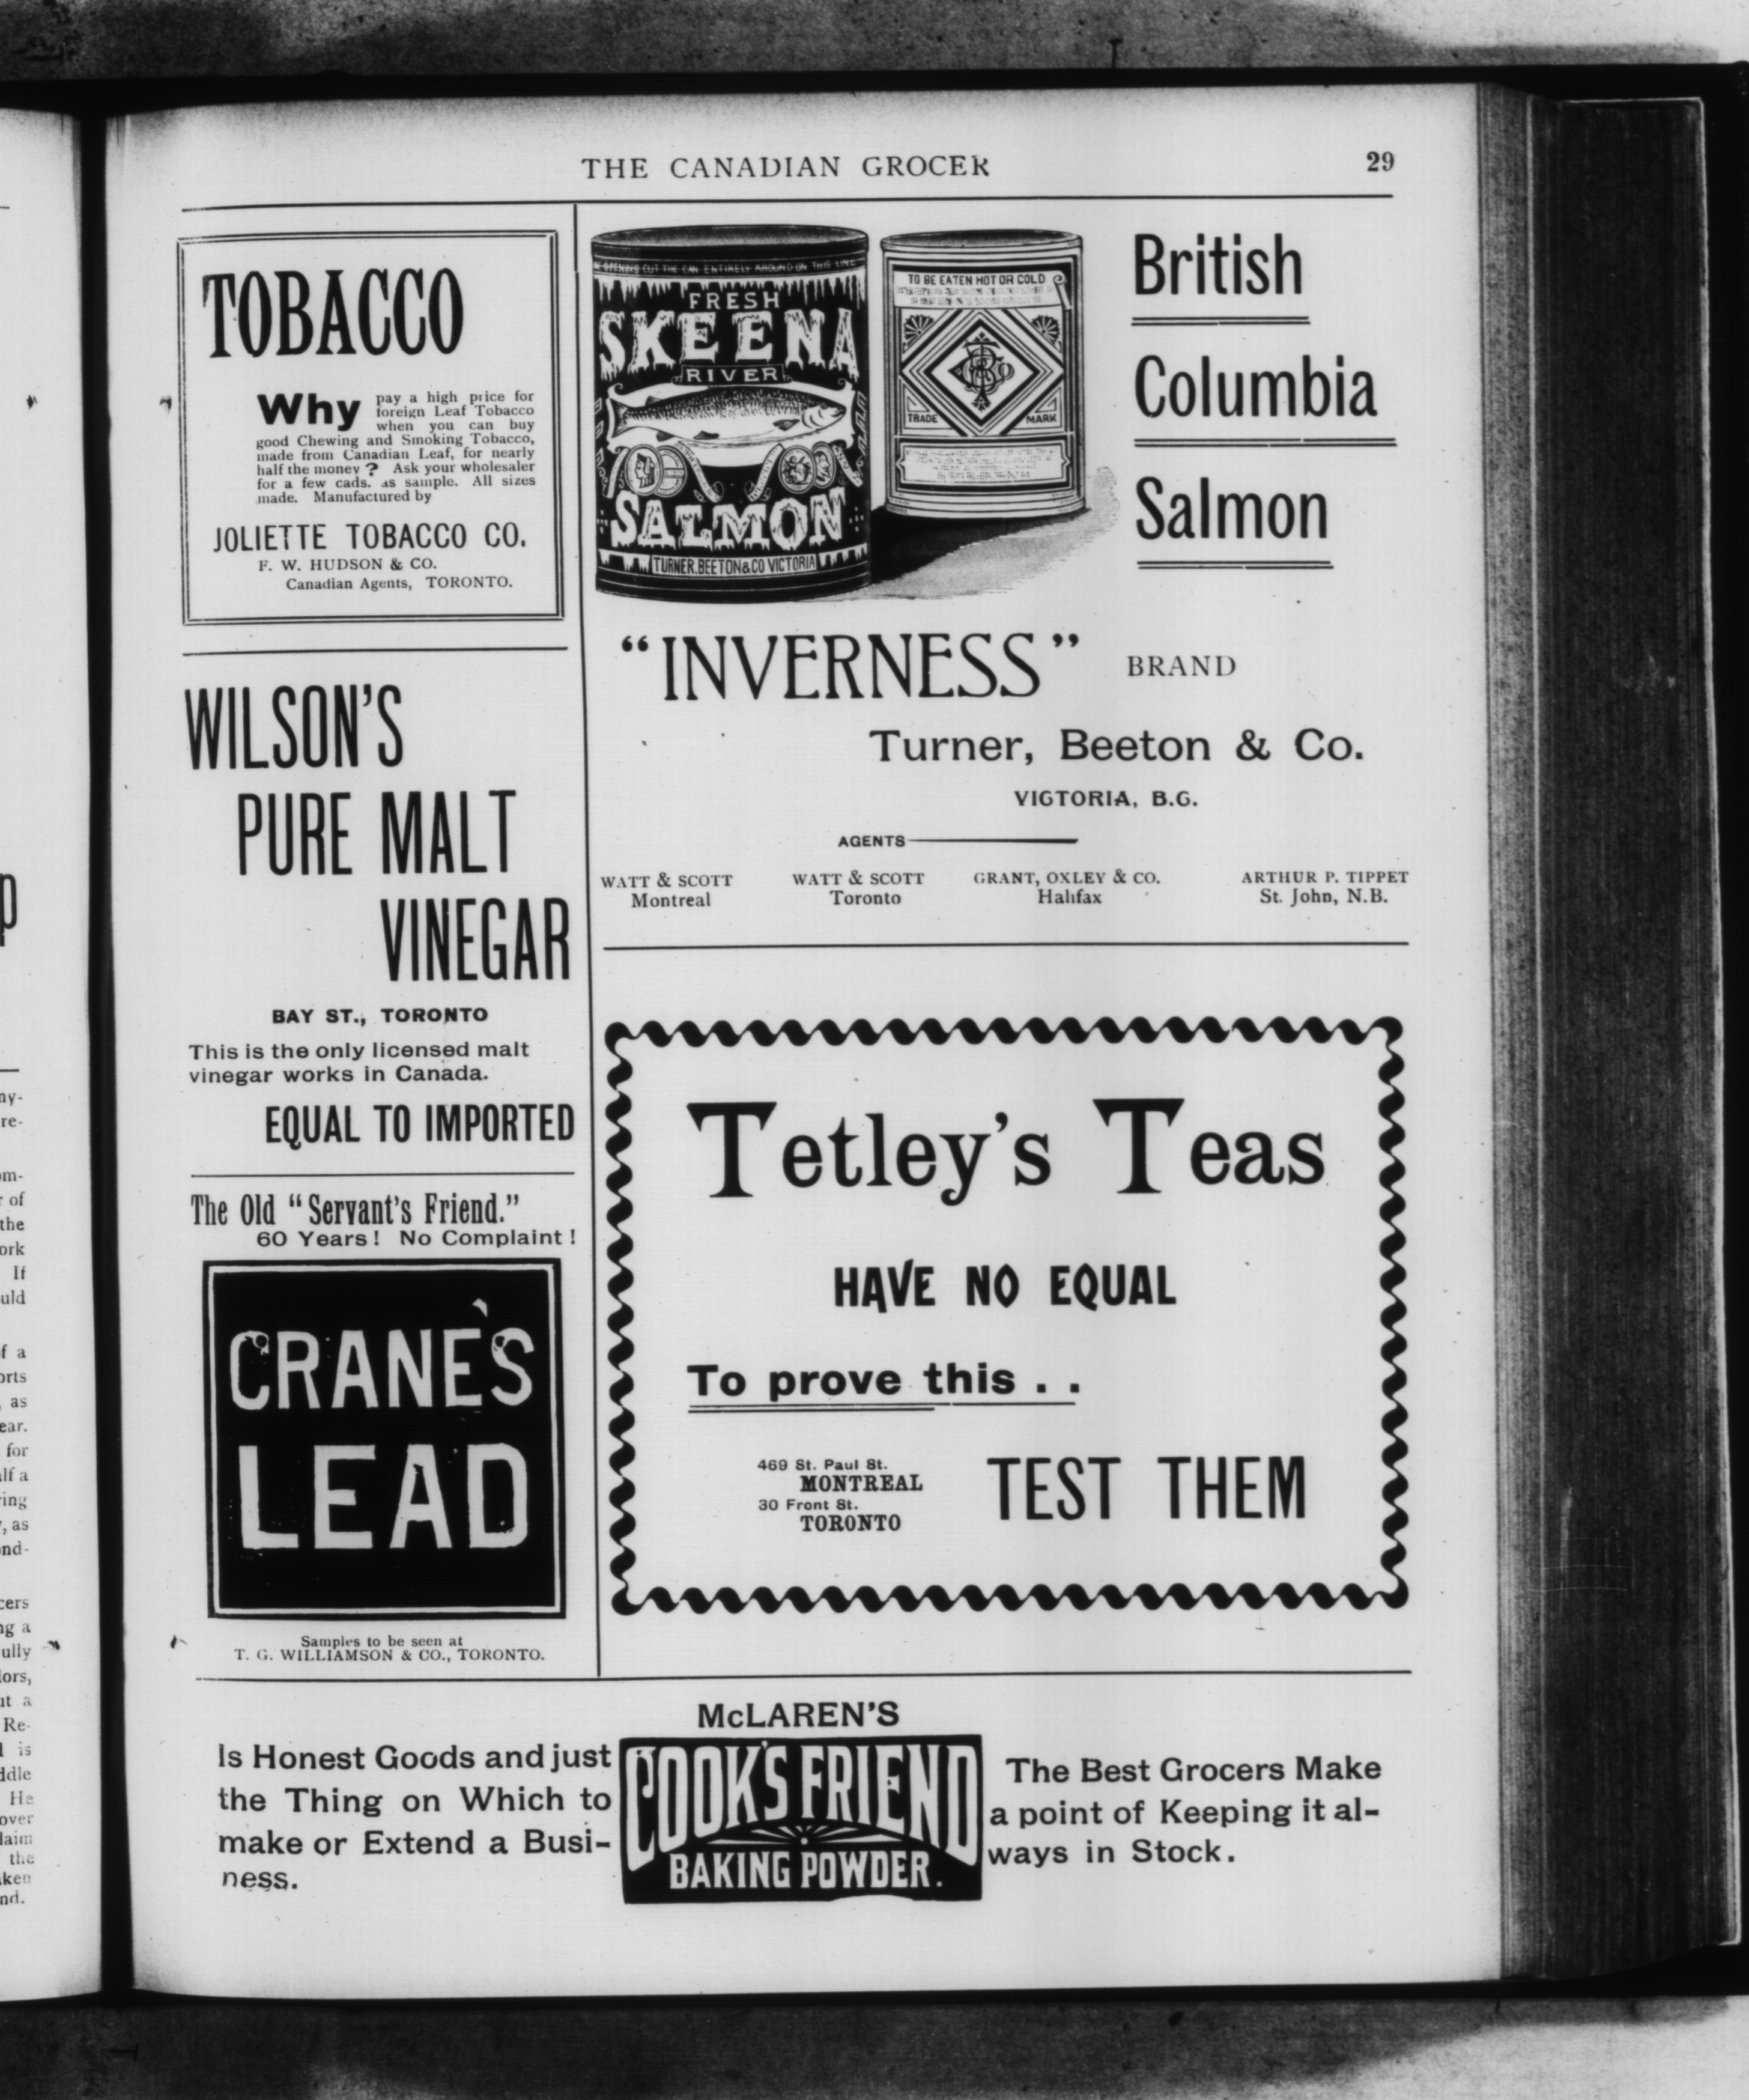 THE CANADIAN GROCER
29
TOBACCO
Why pay a high price for
foreign Leaf Tobacco
when you can buy
good Chewing and Smoking Tobacco,
made from Canadian Leaf, for nearly
half the money ? Ask your wholesaler
for a few cads. as sample. All sizes
made. Manufactured by
JOLIETTE TOBACCO CO.
F. W. HUDSON & CO.
Canadian Agents, TORONTO.
WILSON'S
PURE MALT
VINEGAR
BAY ST., TORONTO
This is the only licensed malt
vinegar works in Canada.
EQUAL TO IMPORTED
The Old "Servant's Friend."
60 Years! No Complaint!
CRANE'S
LEAD
Samples to be seen at
T. G. WILLIAMSON & CO., TORONTO.
OPENING CUT THE CAN ENTIRELY AROUND ON THIS LINE
FRESH
SKEENA
RIVER
SALMON
TURNER.BEETON&CO VICTORIA
TO BE EATEN HOT OR COLD
TRADE MARK
British
Columbia
Salmon
"INVERNESS" BRAND
Turner, Beeton & Co.
VICTORIA, B.C.
AGENTS
WATT & SCOTT
Montreal
WATT & SCOTT
Toronto
GRANT, OXLEY & CO.
Halifax
ARTHUR P. TIPPET
St. John, N.B.
Tetley's Teas
HAVE NO EQUAL
To prove this . .
469 St. Paul St.
MONTREAL
30 Front St.
TORONTO
TEST THEM
McLAREN'S
Is Honest Goods and just
the Thing on Which to
make or Extend a Busi-
ness.
COOK'S FRIEND
BAKING POWDER.
The Best Grocers Make
a point of Keeping it al-
ways in Stock.